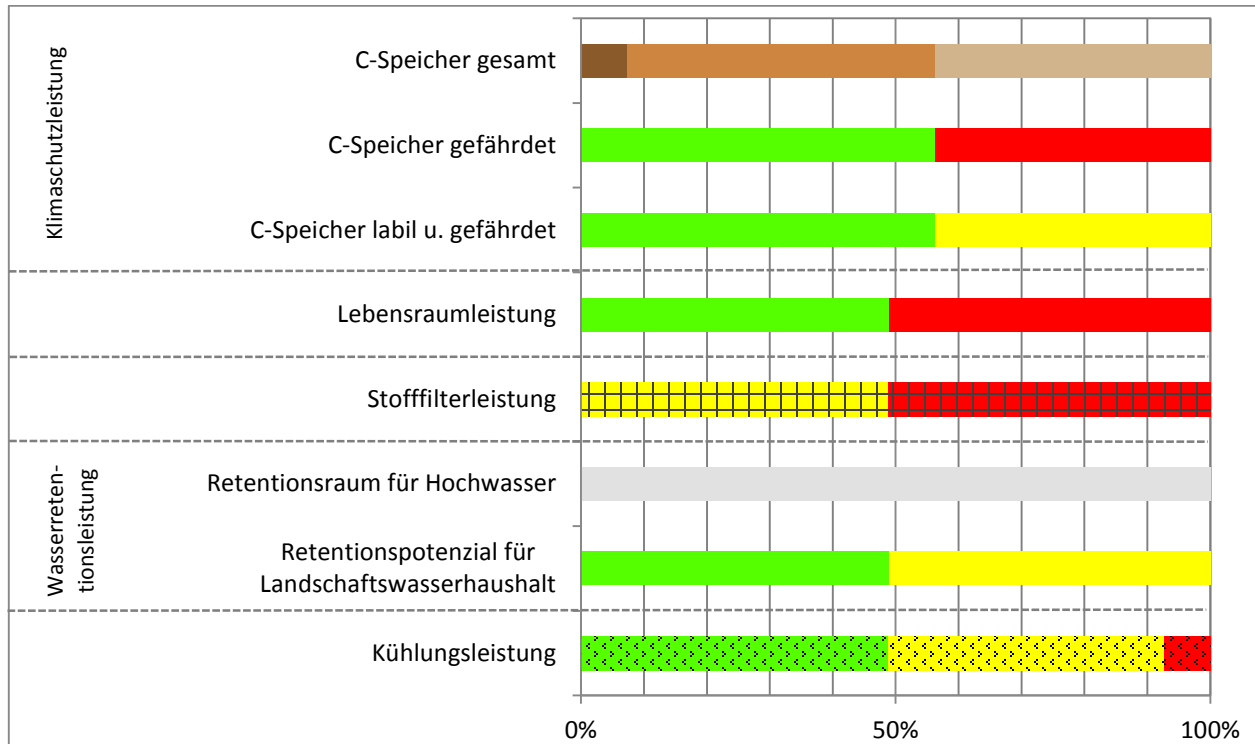 Klimaschutzleistung
C-Speicher gesamt
C-Speicher gefährdet
C-Speicher labil u. gefährdet
Lebensraumleistung
Stofffilterleistung
Wasserreten-
tionsleistung
Retentionsraum für Hochwasser
Retentionspotenzial für
Landschaftswasserhaushalt
Kühlungsleistung
0% 50% 100%